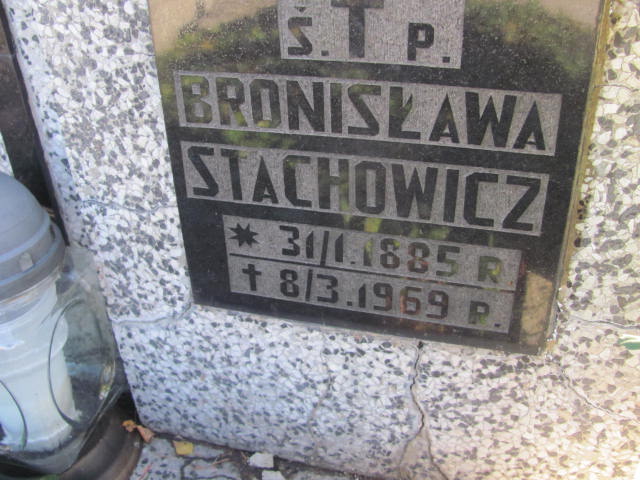 Ś. † P.
BRONISŁAWA
STACHOWICZ
✷ 31/1.1885 R.
† 8/3.1969 R.